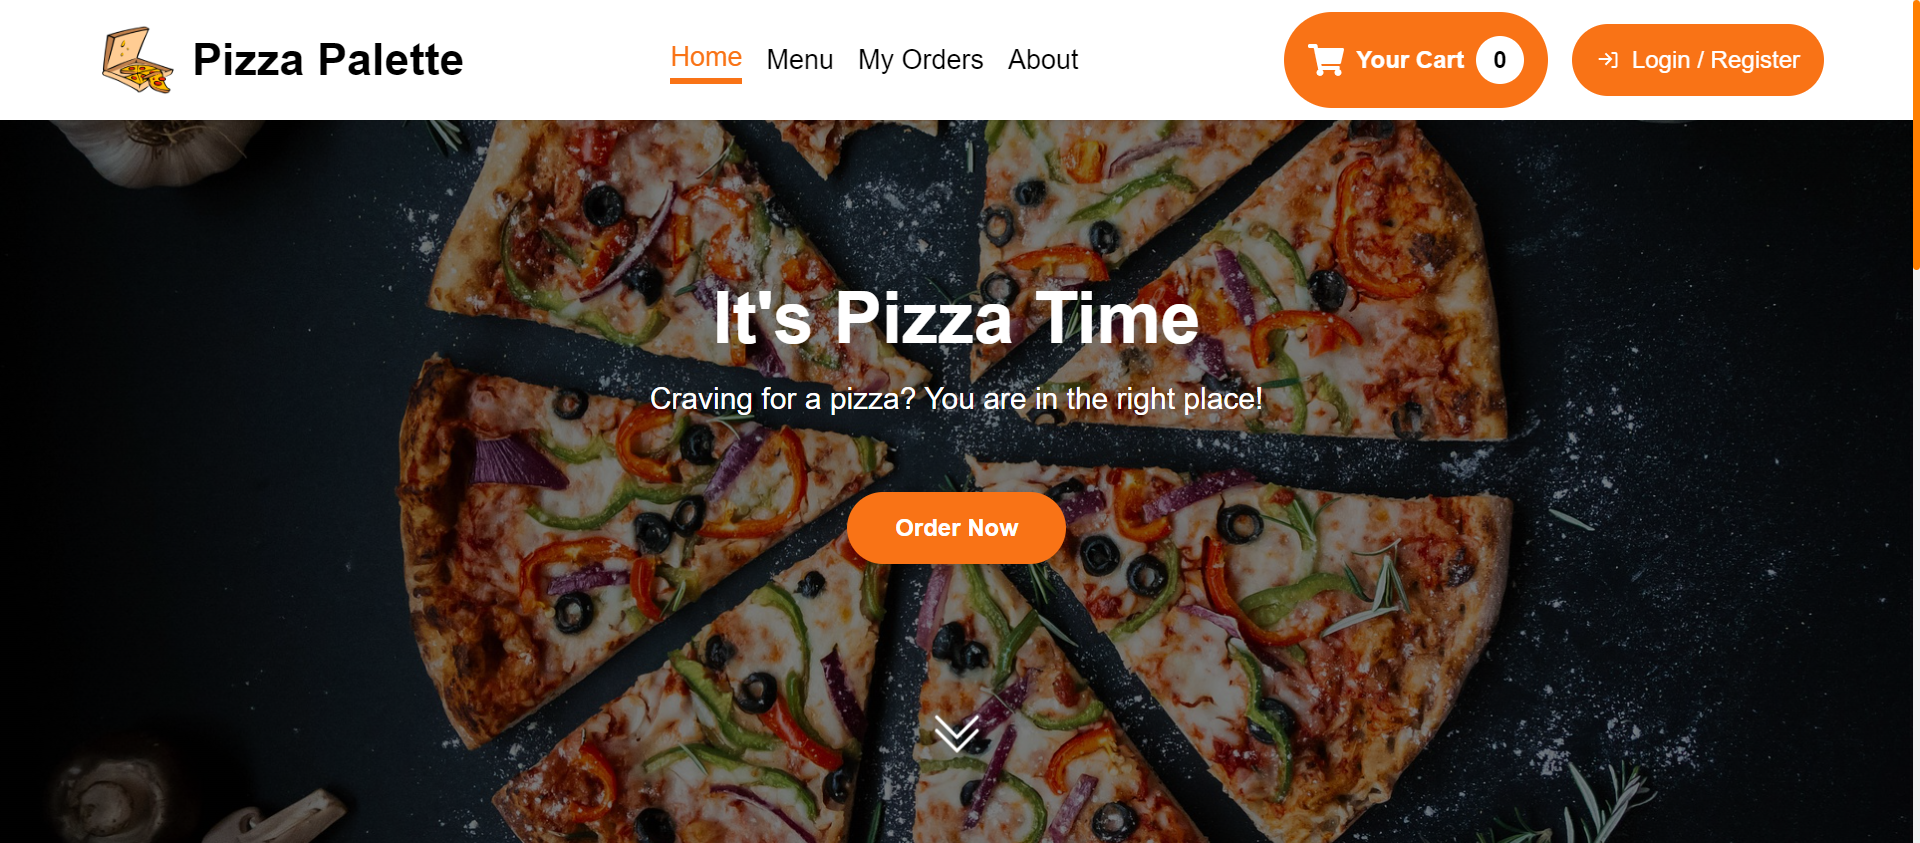 Pizza Palette
Home Menu My Orders About
Your Cart 0
Login / Register
It's Pizza Time
Craving for a pizza? You are in the right place!
Order Now